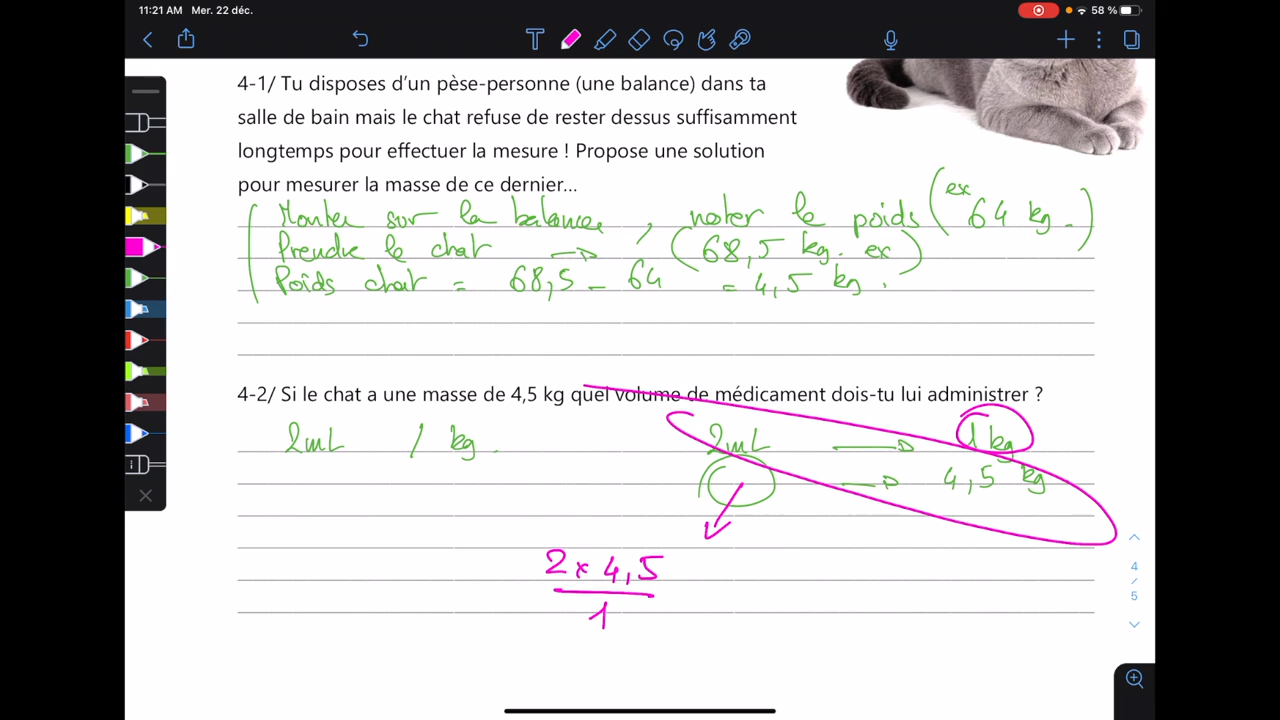 11:21 AM Mer. 22 déc.
58 %
4-1/ Tu disposes d'un pèse-personne (une balance) dans ta
salle de bain mais le chat refuse de rester dessus suffisamment
longtemps pour effectuer la mesure ! Propose une solution
pour mesurer la masse de ce dernier...
Monter sur la balance, noter le poids (ex 64 kg.)
Prendre le chat → (68,5 kg. ex)
Poids chat = 68,5 - 64 = 4,5 kg.
4-2/ Si le chat a une masse de 4,5 kg quel volume de médicament dois-tu lui administrer ?
2mL / kg. 2mL → 1 kg
→ 4,5 kg
2 × 4,5
1
4
/
5